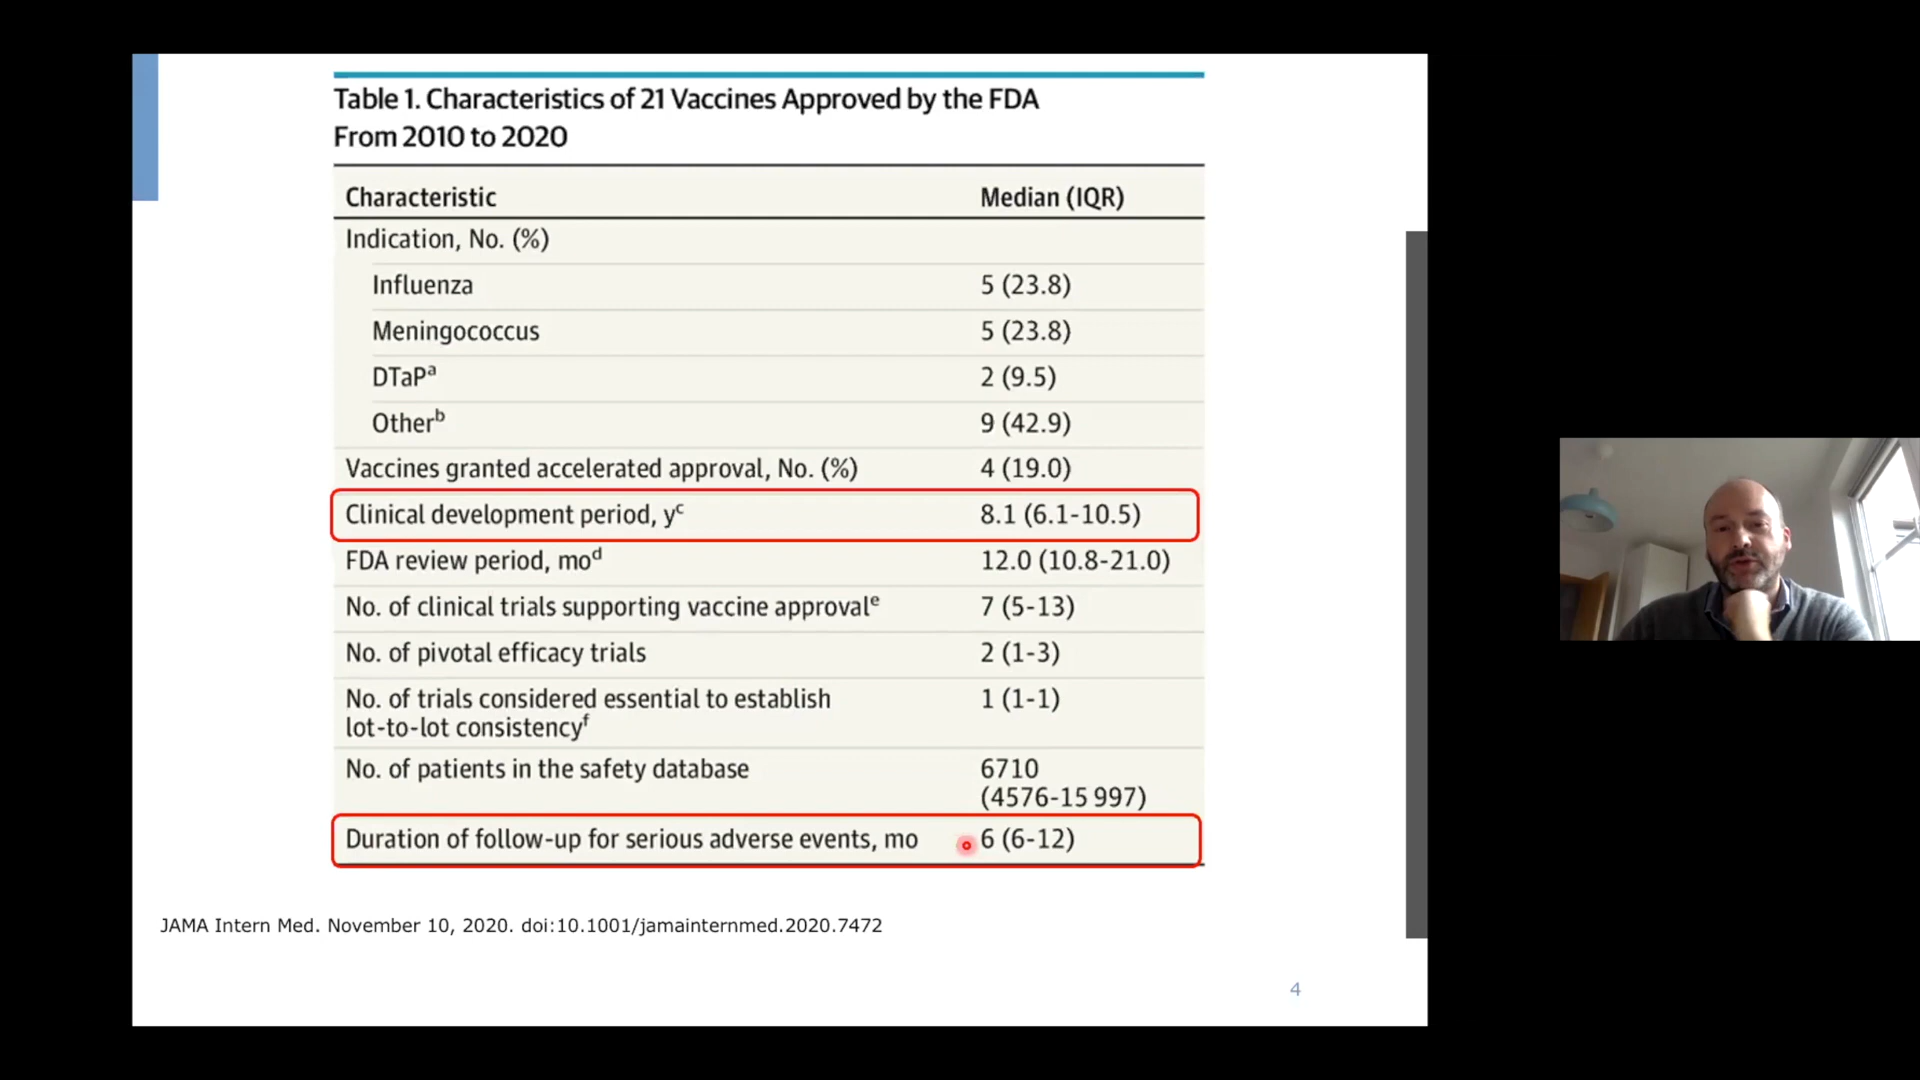 Table 1. Characteristics of 21 Vaccines Approved by the FDA
From 2010 to 2020
Characteristic Median (IQR)
Indication, No. (%)
Influenza 5 (23.8)
Meningococcus 5 (23.8)
DTaPᵃ 2 (9.5)
Otherᵇ 9 (42.9)
Vaccines granted accelerated approval, No. (%) 4 (19.0)
Clinical development period, yᶜ 8.1 (6.1-10.5)
FDA review period, moᵈ 12.0 (10.8-21.0)
No. of clinical trials supporting vaccine approvalᵉ 7 (5-13)
No. of pivotal efficacy trials 2 (1-3)
No. of trials considered essential to establish 1 (1-1)
lot-to-lot consistencyᶠ
No. of patients in the safety database 6710
(4576-15 997)
Duration of follow-up for serious adverse events, mo 6 (6-12)
JAMA Intern Med. November 10, 2020. doi:10.1001/jamainternmed.2020.7472
4